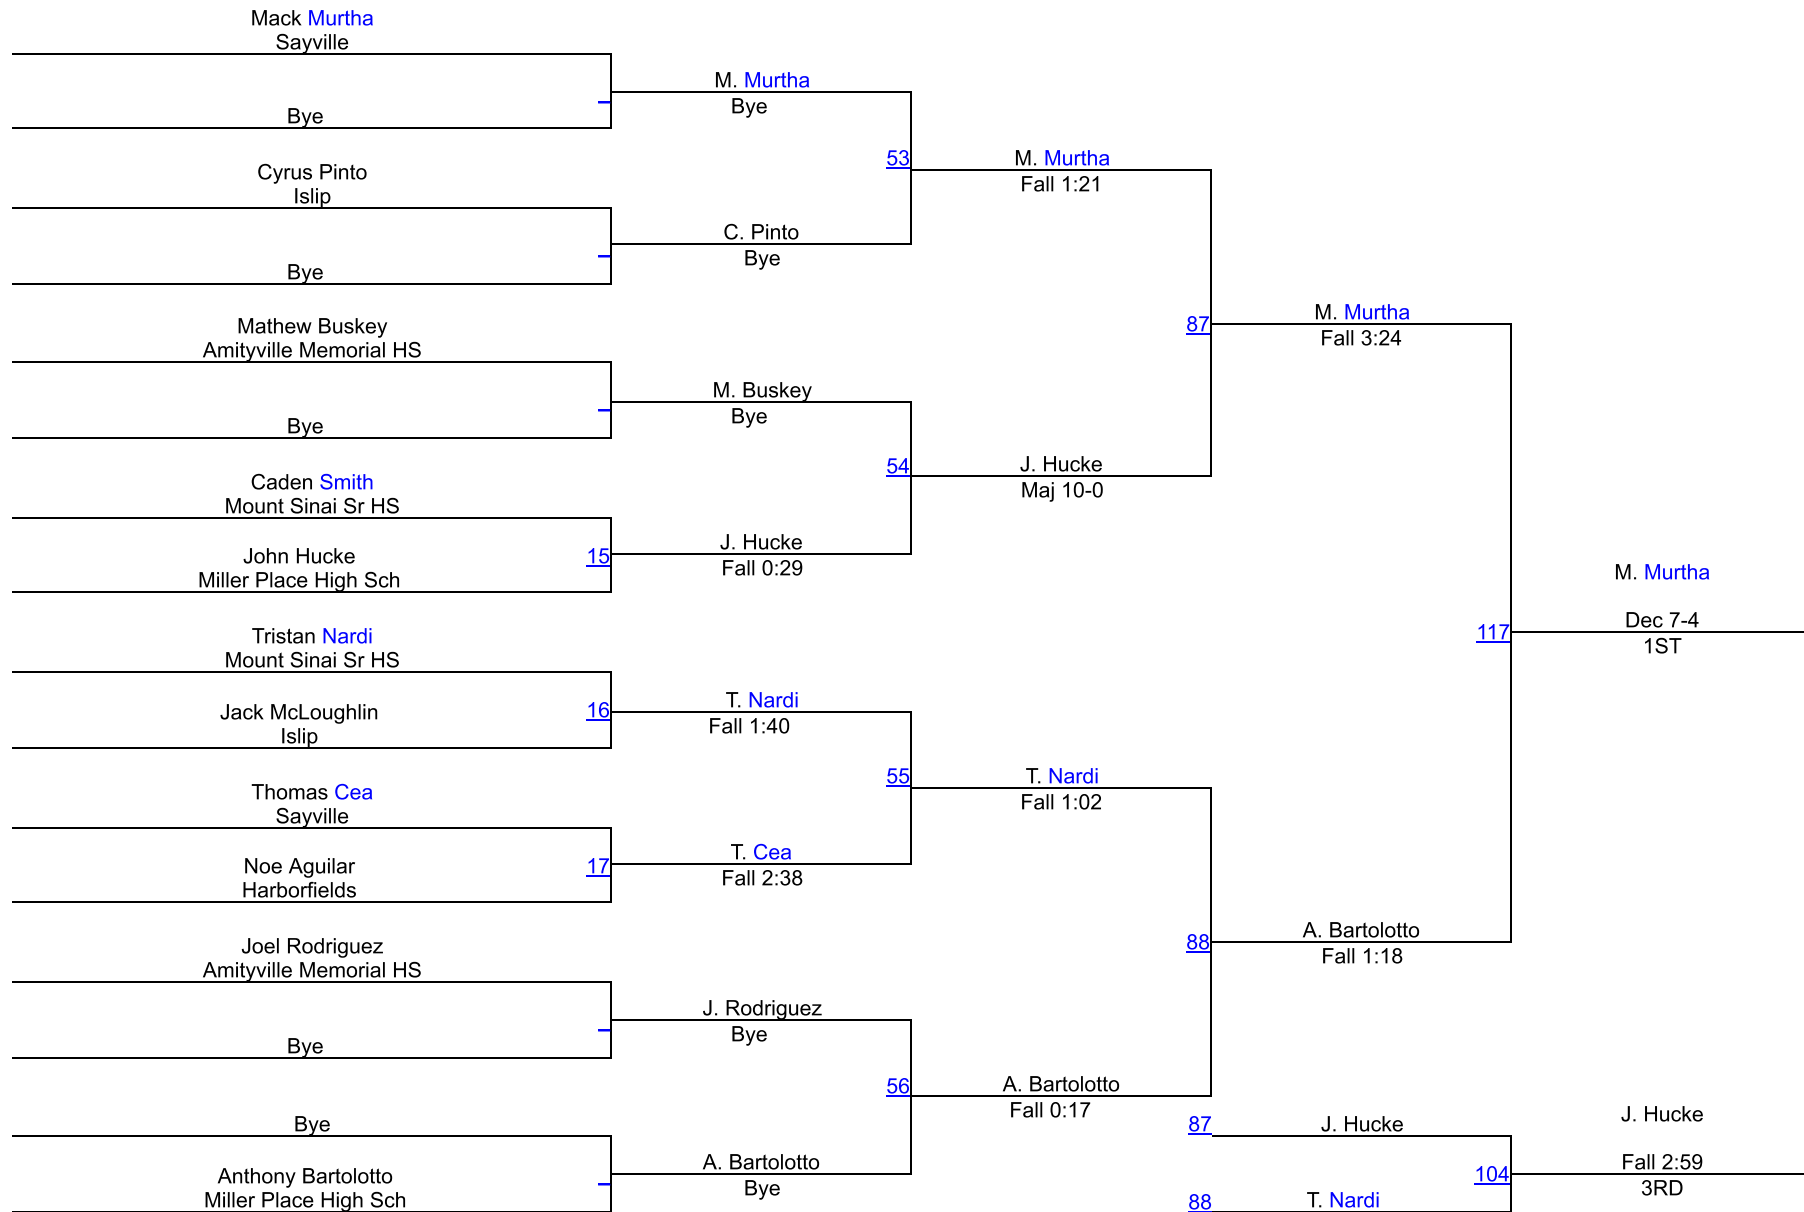 Mack Murtha
Sayville
Bye
M. Murtha
Bye
Cyrus Pinto
Islip
Bye
C. Pinto
Bye
53
M. Murtha
Fall 1:21
Mathew Buskey
Amityville Memorial HS
Bye
M. Buskey
Bye
Caden Smith
Mount Sinai Sr HS
John Hucke
Miller Place High Sch
15
J. Hucke
Fall 0:29
54
J. Hucke
Maj 10-0
87
M. Murtha
Fall 3:24
Tristan Nardi
Mount Sinai Sr HS
Jack McLoughlin
Islip
16
T. Nardi
Fall 1:40
Thomas Cea
Sayville
Noe Aguilar
Harborfields
17
T. Cea
Fall 2:38
55
T. Nardi
Fall 1:02
Joel Rodriguez
Amityville Memorial HS
Bye
J. Rodriguez
Bye
Bye
Anthony Bartolotto
Miller Place High Sch
A. Bartolotto
Bye
56
A. Bartolotto
Fall 0:17
88
A. Bartolotto
Fall 1:18
117
M. Murtha
Dec 7-4
1ST
87
J. Hucke
88
T. Nardi
104
J. Hucke
Fall 2:59
3RD